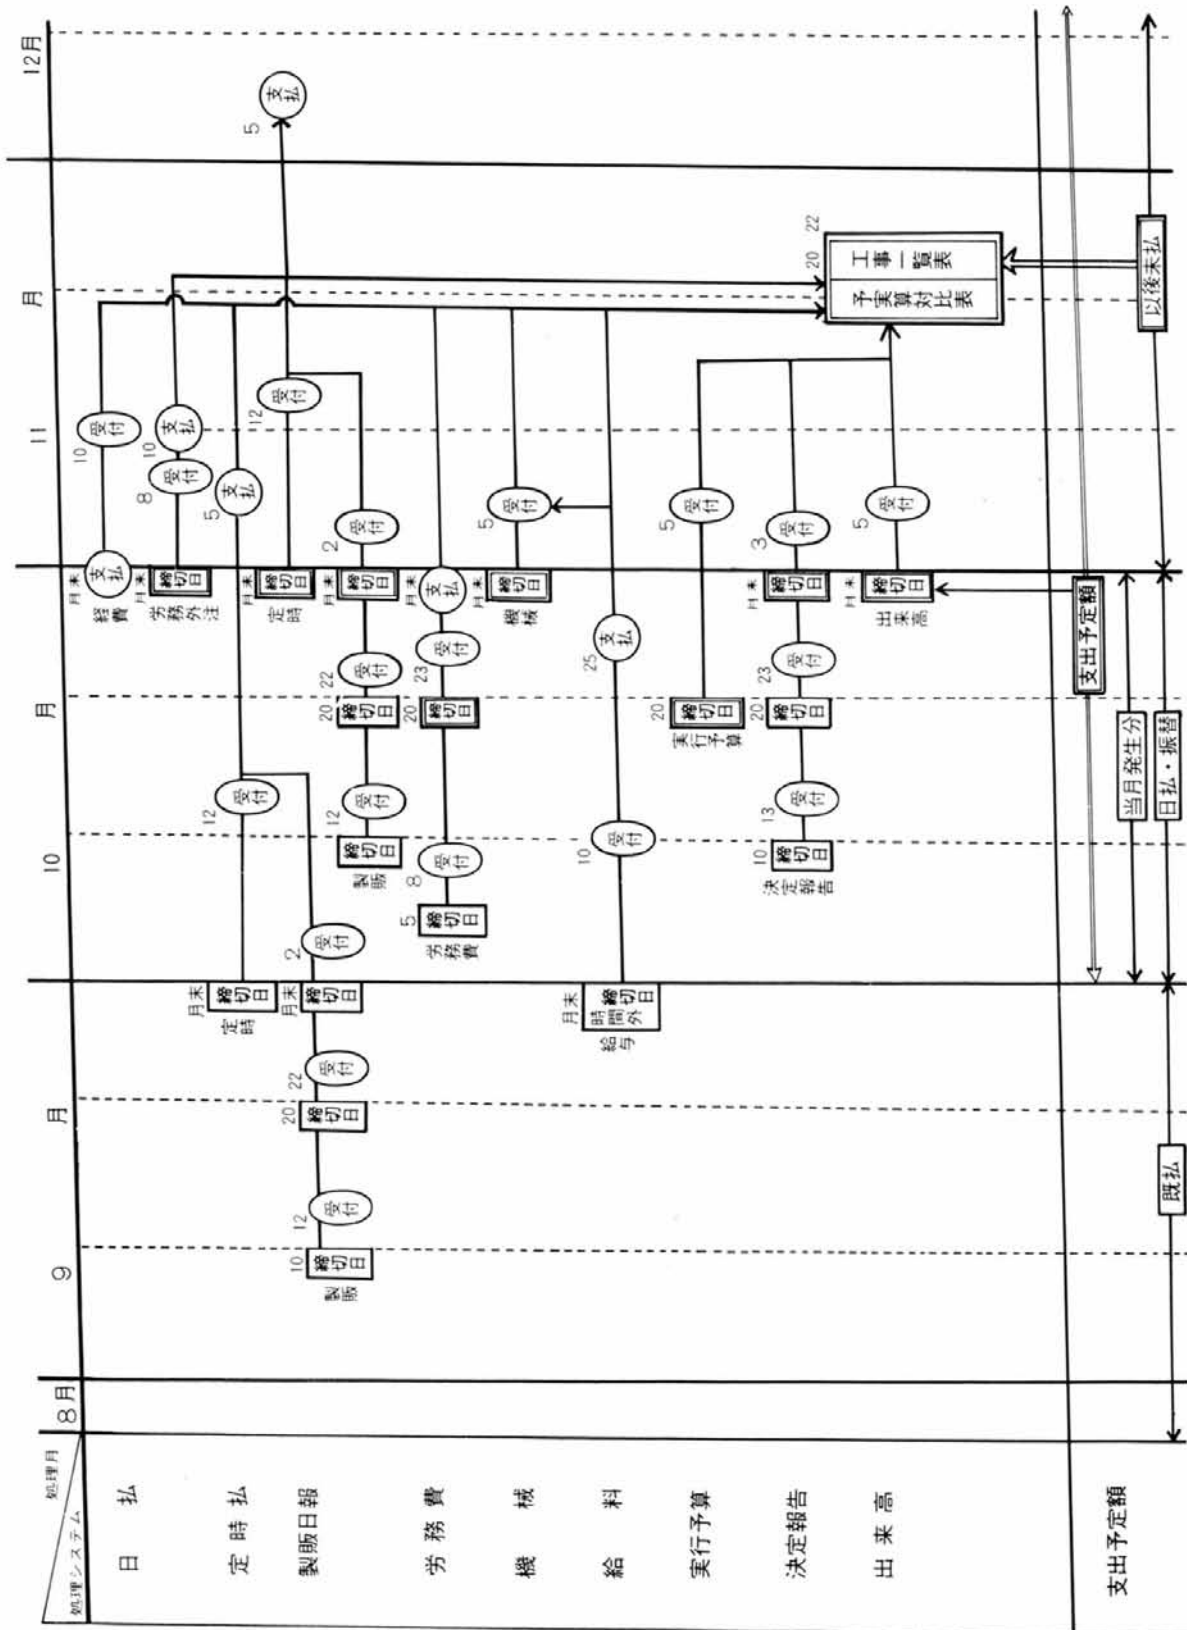 処理月
処理システム
8月
9月
10月
11月
12月
日払
経費
月末
支払
10
受付
労務外注
月末
締切日
8
受付
10
支払
定時払
定時
月末
締切日
12
受付
5
支払
定時
月末
締切日
12
受付
5
支払
製販日報
製販
10
締切日
12
受付
20
締切日
22
受付
月末
締切日
2
受付
製販
締切日
12
受付
20
締切日
22
受付
月末
締切日
2
受付
労務費
労務費
5
締切日
8
受付
20
締切日
23
受付
月末
支払
機械
機械
月末
締切日
5
受付
給料
給与
月末
時間外
締切日
10
受付
25
支払
実行予算
実行予算
20
締切日
5
受付
決定報告
決定報告
10
締切日
13
受付
20
締切日
23
受付
月末
締切日
3
受付
出来高
出来高
月末
締切日
5
受付
20
22
予実算対比表
工事一覧表
支出予定額
支出予定額
当月発生分
既払
日払・振替
以後未払